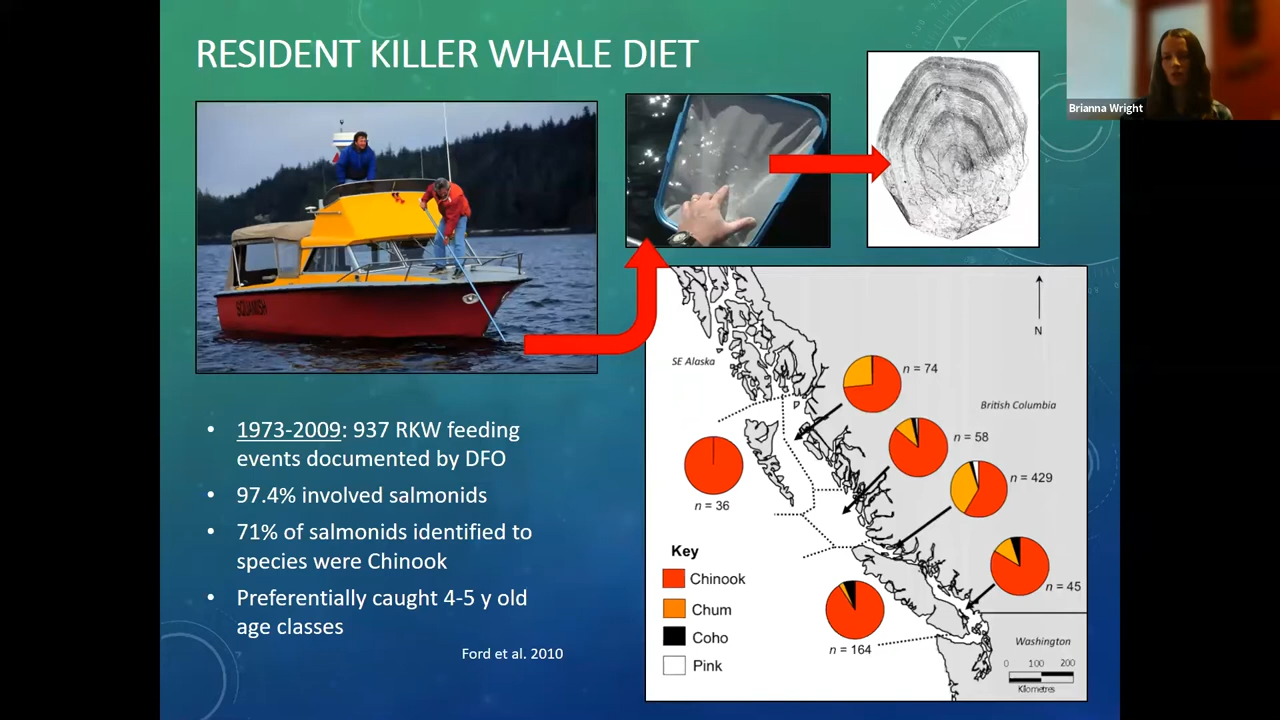 RESIDENT KILLER WHALE DIET
Brianna Wright
SQUAMISH
• 1973-2009: 937 RKW feeding
events documented by DFO
• 97.4% involved salmonids
• 71% of salmonids identified to
species were Chinook
• Preferentially caught 4-5 y old
age classes
Ford et al. 2010
N
SE Alaska
British Columbia
n = 74
n = 58
n = 429
n = 36
n = 45
n = 164
Key
Chinook
Chum
Coho
Pink
Washington
0 100 200
Kilometres